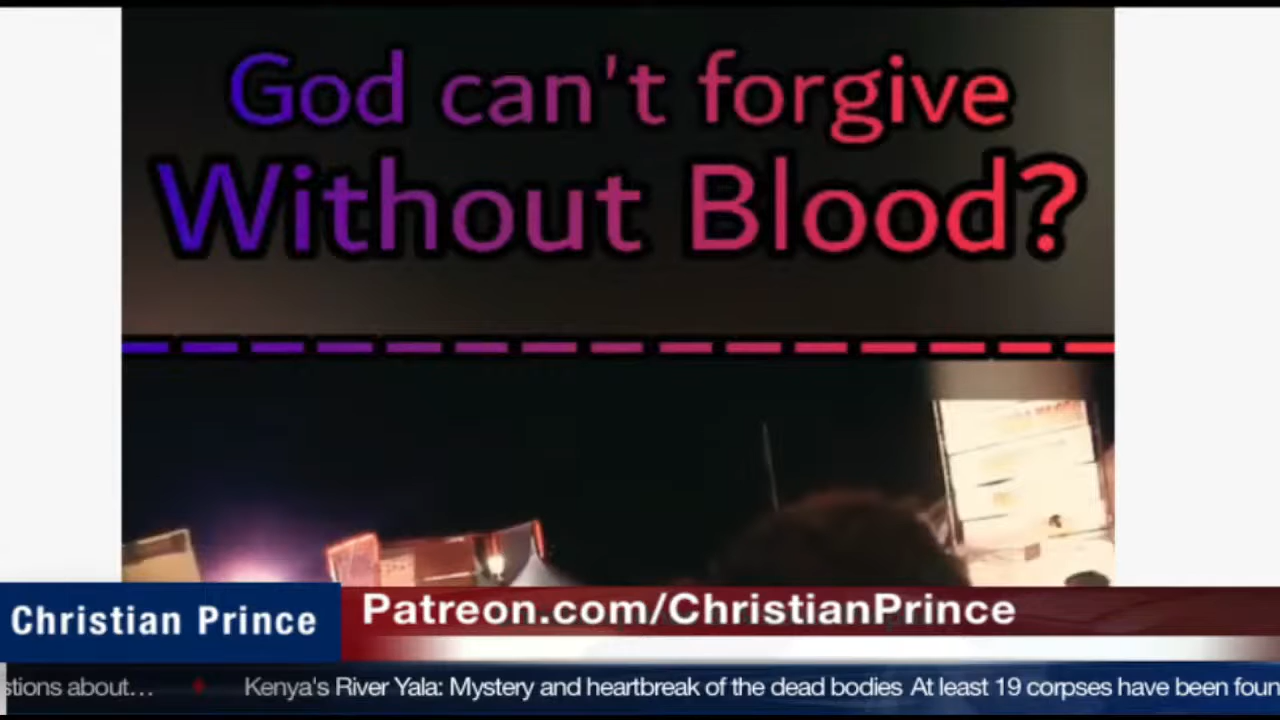 God can't forgive
Without Blood?
Christian Prince
Patreon.com/ChristianPrince
stions about…
Kenya's River Yala: Mystery and heartbreak of the dead bodies At least 19 corpses have been foun